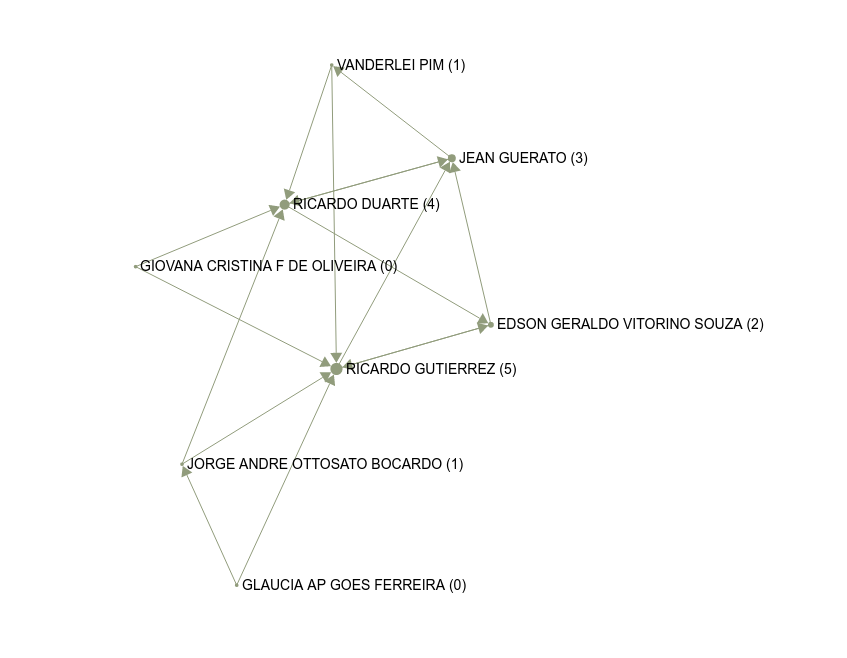 VANDERLEI PIM (1)
JEAN GUERATO (3)
RICARDO DUARTE (4)
GIOVANA CRISTINA F DE OLIVEIRA (0)
EDSON GERALDO VITORINO SOUZA (2)
RICARDO GUTIERREZ (5)
JORGE ANDRE OTTOSATO BOCARDO (1)
GLAUCIA AP GOES FERREIRA (0)